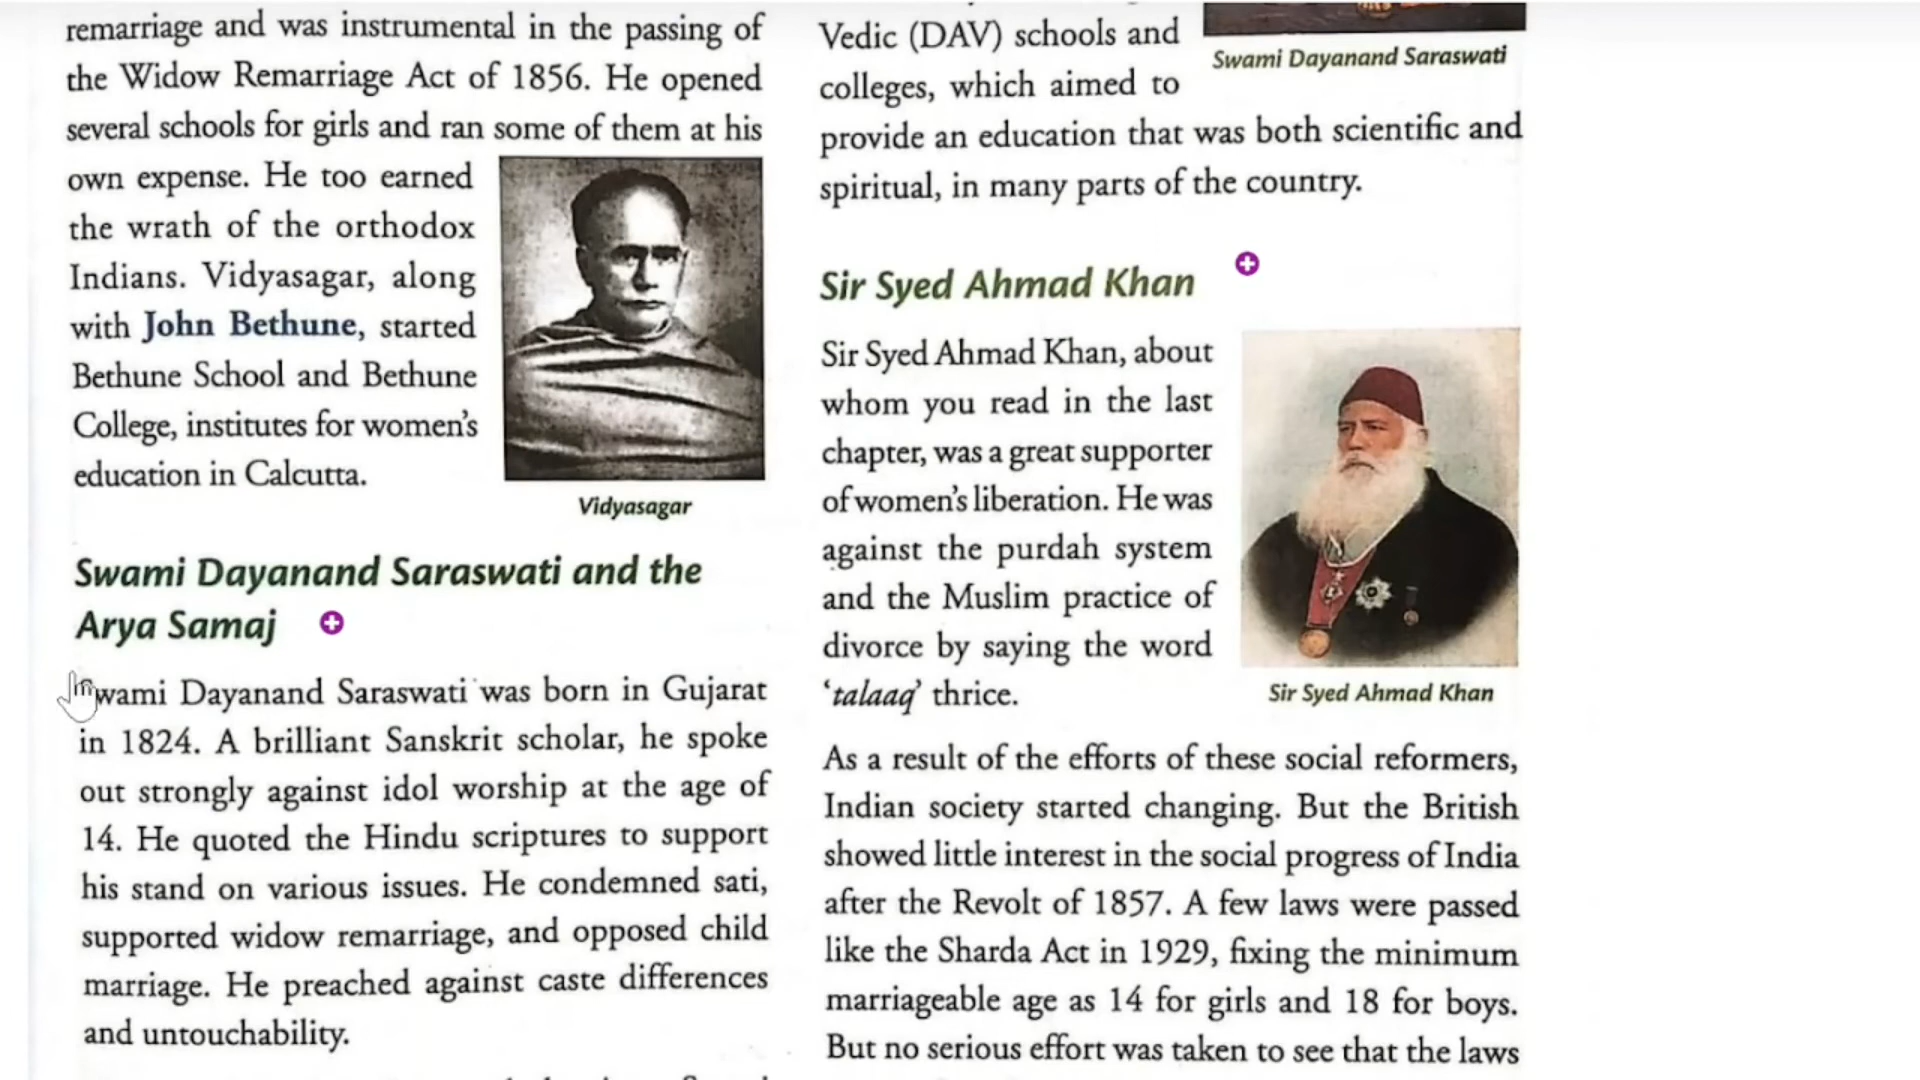 remarriage and was instrumental in the passing of
the Widow Remarriage Act of 1856. He opened
several schools for girls and ran some of them at his
own expense. He too earned
the wrath of the orthodox
Indians. Vidyasagar, along
with John Bethune, started
Bethune School and Bethune
College, institutes for women's
education in Calcutta.
Vidyasagar
Swami Dayanand Saraswati and the
Arya Samaj
Swami Dayanand Saraswati was born in Gujarat
in 1824. A brilliant Sanskrit scholar, he spoke
out strongly against idol worship at the age of
14. He quoted the Hindu scriptures to support
his stand on various issues. He condemned sati,
supported widow remarriage, and opposed child
marriage. He preached against caste differences
and untouchability.
Vedic (DAV) schools and
colleges, which aimed to
Swami Dayanand Saraswati
provide an education that was both scientific and
spiritual, in many parts of the country.
Sir Syed Ahmad Khan
Sir Syed Ahmad Khan, about
whom you read in the last
chapter, was a great supporter
of women's liberation. He was
against the purdah system
and the Muslim practice of
divorce by saying the word
'talaaq' thrice.
Sir Syed Ahmad Khan
As a result of the efforts of these social reformers,
Indian society started changing. But the British
showed little interest in the social progress of India
after the Revolt of 1857. A few laws were passed
like the Sharda Act in 1929, fixing the minimum
marriageable age as 14 for girls and 18 for boys.
But no serious effort was taken to see that the laws